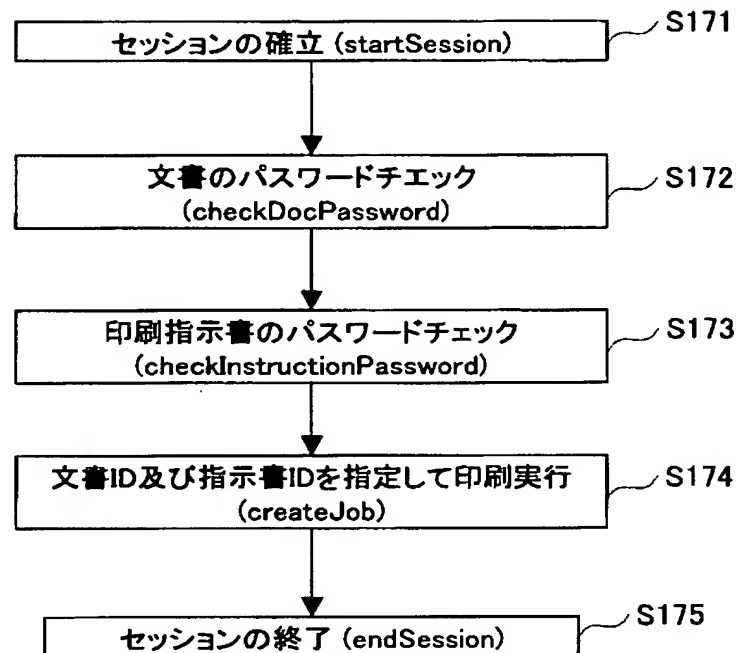 セッションの確立 (startSession)
S171
文書のパスワードチエック
(checkDocPassword)
S172
印刷指示書のパスワードチェック
(checkInstructionPassword)
S173
文書ID及び指示書IDを指定して印刷実行
(createJob)
S174
セッションの終了 (endSession)
S175